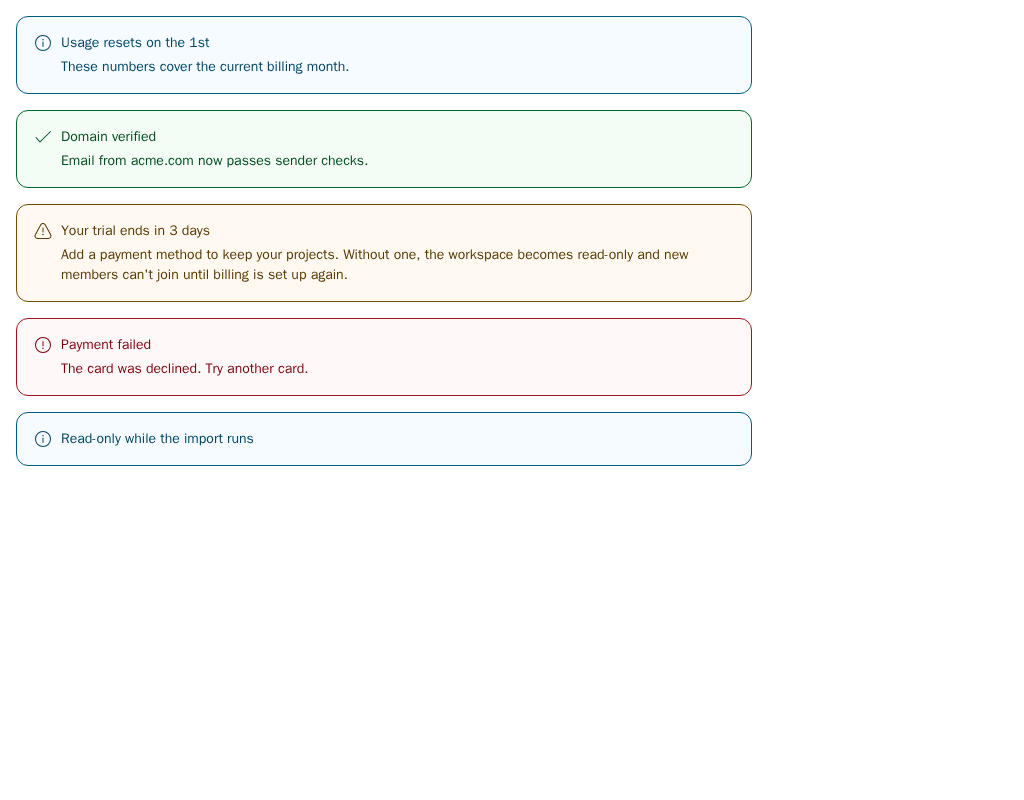 Usage resets on the 1st
These numbers cover the current billing month.
Domain verified
Email from acme.com now passes sender checks.
Your trial ends in 3 days
Add a payment method to keep your projects. Without one, the workspace becomes read-only and new
members can't join until billing is set up again.
Payment failed
The card was declined. Try another card.
Read-only while the import runs